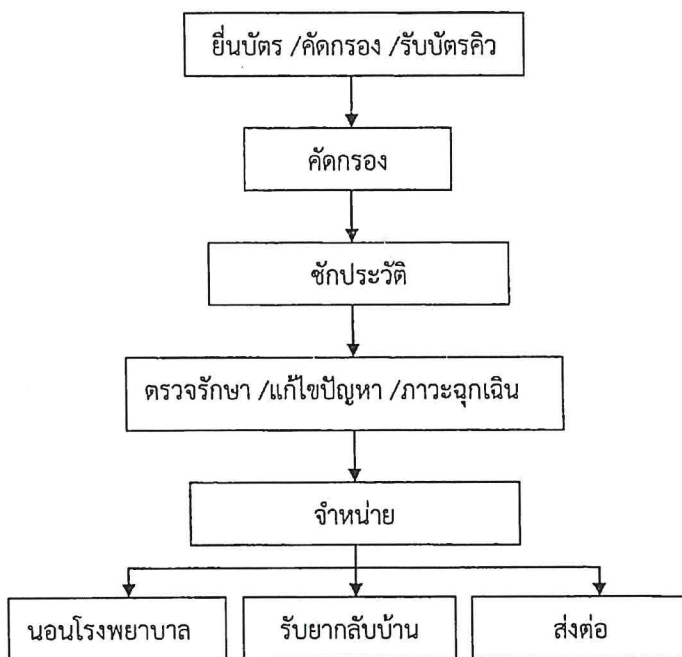 ยื่นบัตร /คัดกรอง /รับบัตรคิว
คัดกรอง
ซักประวัติ
ตรวจรักษา /แก้ไขปัญหา /ภาวะฉุกเฉิน
จำหน่าย
นอนโรงพยาบาล
รับยากลับบ้าน
ส่งต่อ